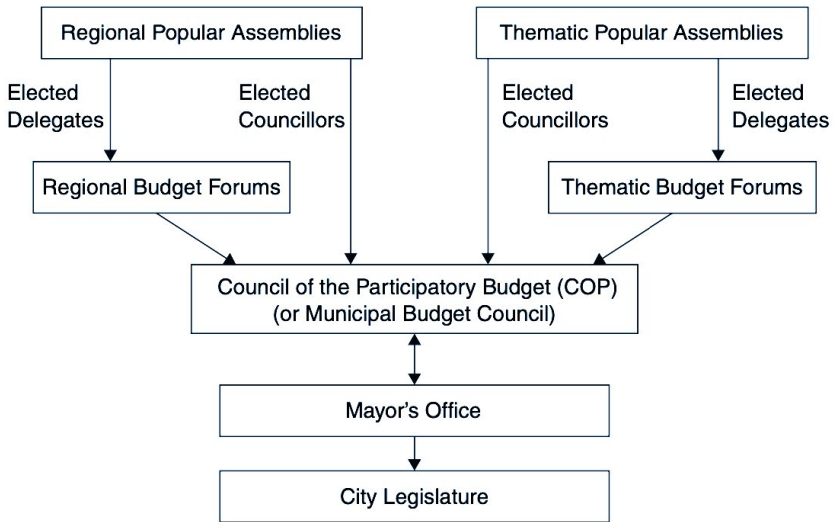 Regional Popular Assemblies
Thematic Popular Assemblies
Elected
Delegates
Elected
Councillors
Elected
Councillors
Elected
Delegates
Regional Budget Forums
Thematic Budget Forums
Council of the Participatory Budget (COP)
(or Municipal Budget Council)
Mayor’s Office
City Legislature